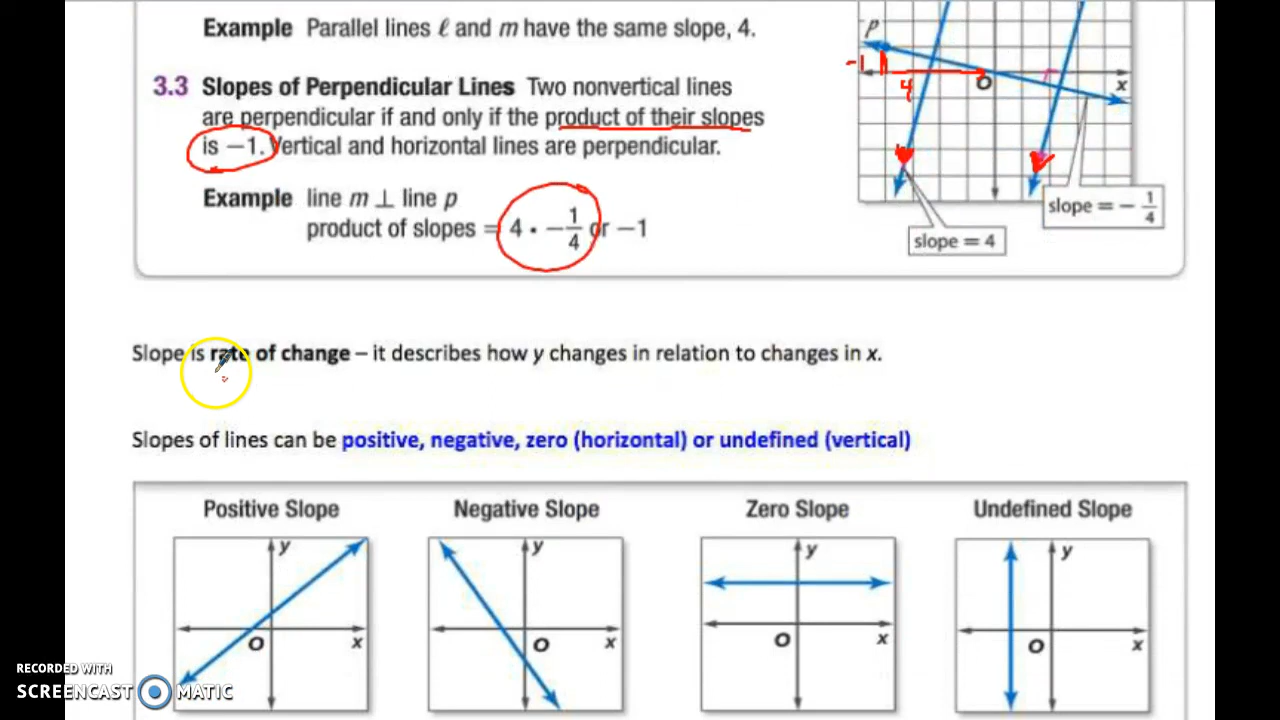 Example Parallel lines ℓ and m have the same slope, 4.
3.3 Slopes of Perpendicular Lines Two nonvertical lines
are perpendicular if and only if the product of their slopes
is −1. Vertical and horizontal lines are perpendicular.
Example line m ⊥ line p
product of slopes = 4 · −1/4 or −1
p
-1
4
O
x
slope = −1/4
slope = 4
Slope is rate of change – it describes how y changes in relation to changes in x.
Slopes of lines can be positive, negative, zero (horizontal) or undefined (vertical)
Positive Slope
Negative Slope
Zero Slope
Undefined Slope
y
O
x
y
O
x
y
O
x
y
O
x
RECORDED WITH
SCREENCAST MATIC